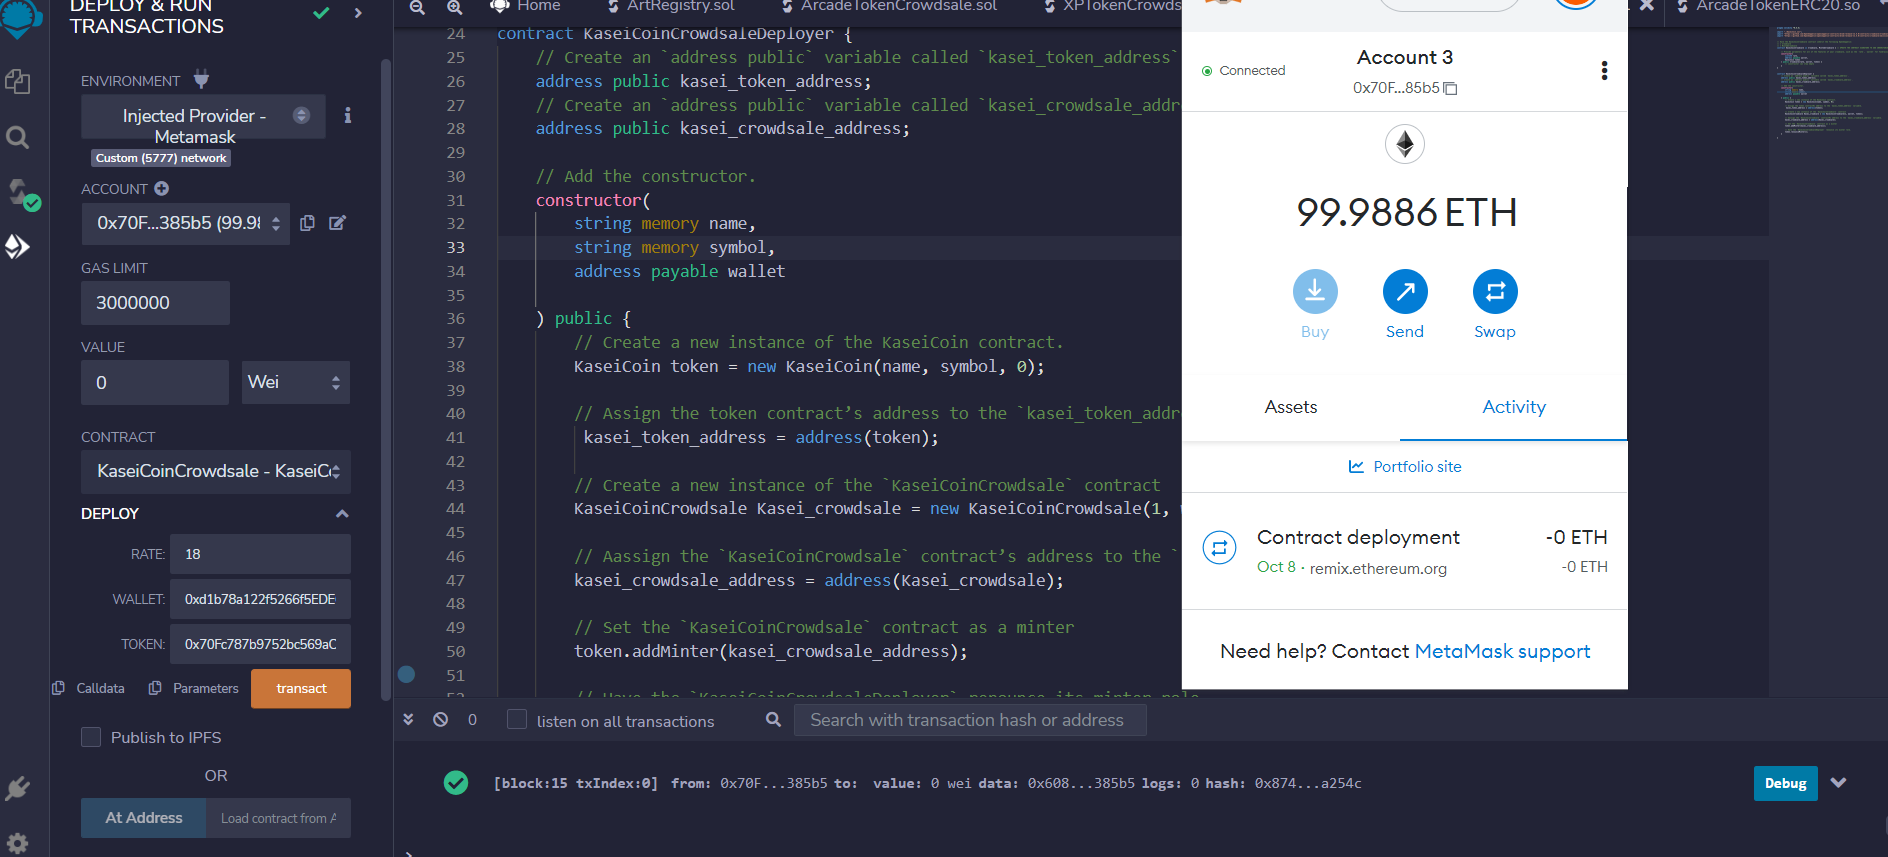 DEPLOY & RUN
TRANSACTIONS
ENVIRONMENT
Injected Provider -
Metamask
Custom (5777) network
ACCOUNT
0x70F...385b5 (99.98
GAS LIMIT
3000000
VALUE
0
Wei
CONTRACT
KaseiCoinCrowdsale - KaseiCo
DEPLOY
RATE:
18
WALLET:
0xd1b78a122f5266f5EDE
TOKEN:
0x70Fc787b9752bc569aC
Calldata
Parameters
transact
Publish to IPFS
OR
At Address
Load contract from A
Home
ArtRegistry.sol
ArcadeTokenCrowdsale.sol
XPTokenCrowds
ArcadeTokenERC20.so
24 contract KaseiCoinCrowdsaleDeployer {
25 // Create an `address public` variable called `kasei_token_address`
26 address public kasei_token_address;
27 // Create an `address public` variable called `kasei_crowdsale_addr
28 address public kasei_crowdsale_address;
29
30 // Add the constructor.
31 constructor(
32 string memory name,
33 string memory symbol,
34 address payable wallet
35
36 ) public {
37 // Create a new instance of the KaseiCoin contract.
38 KaseiCoin token = new KaseiCoin(name, symbol, 0);
39
40 // Assign the token contract’s address to the `kasei_token_addr
41 kasei_token_address = address(token);
42
43 // Create a new instance of the `KaseiCoinCrowdsale` contract
44 KaseiCoinCrowdsale Kasei_crowdsale = new KaseiCoinCrowdsale(1,
45
46 // Aassign the `KaseiCoinCrowdsale` contract’s address to the `
47 kasei_crowdsale_address = address(Kasei_crowdsale);
48
49 // Set the `KaseiCoinCrowdsale` contract as a minter
50 token.addMinter(kasei_crowdsale_address);
51
Connected
Account 3
0x70F...85b5
99.9886 ETH
Buy
Send
Swap
Assets
Activity
Portfolio site
Contract deployment
-0 ETH
Oct 8 · remix.ethereum.org
-0 ETH
Need help? Contact MetaMask support
0
listen on all transactions
Search with transaction hash or address
[block:15 txIndex:0] from: 0x70F...385b5 to: value: 0 wei data: 0x608...385b5 logs: 0 hash: 0x874...a254c
Debug